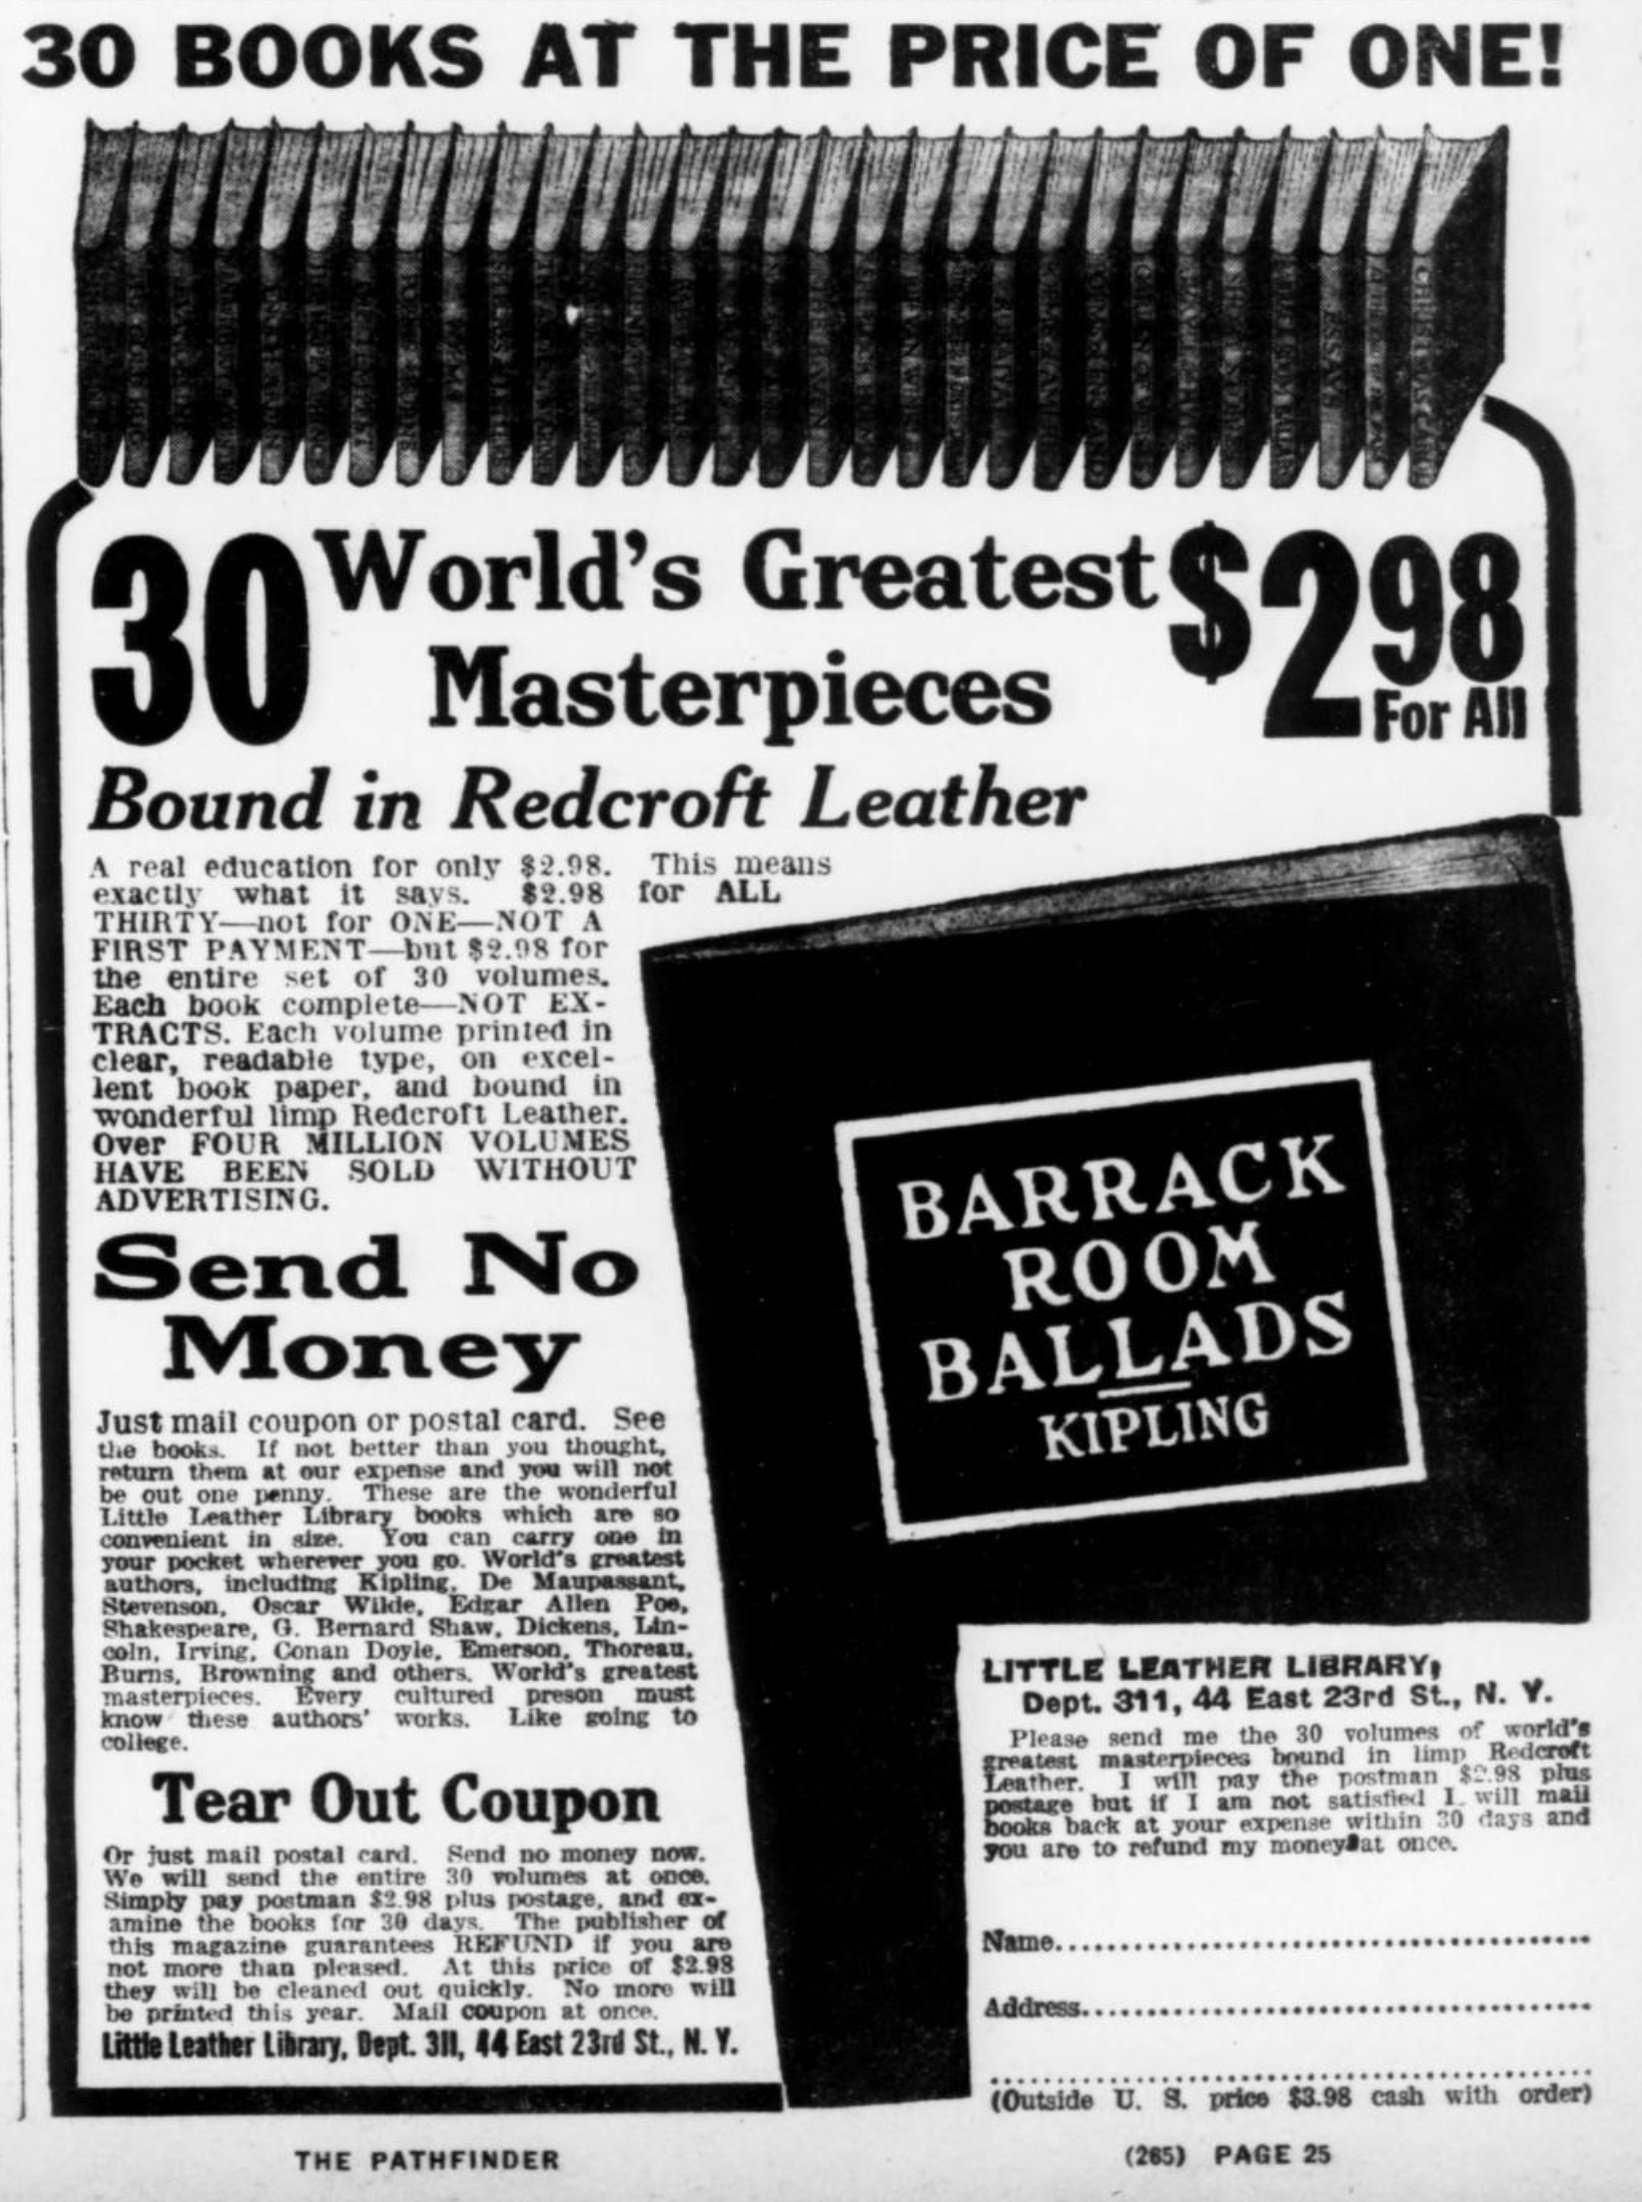 30 BOOKS AT THE PRICE OF ONE!
30 World's Greatest $2.98
Masterpieces For All
Bound in Redcroft Leather
A real education for only $2.98. This means
exactly what it says. $2.98 for ALL
THIRTY—not for ONE—NOT A
FIRST PAYMENT—but $2.98 for
the entire set of 30 volumes.
Each book complete—NOT EX-
TRACTS. Each volume printed in
clear, readable type, on excel-
lent book paper, and bound in
wonderful limp Redcroft Leather.
Over FOUR MILLION VOLUMES
HAVE BEEN SOLD WITHOUT
ADVERTISING.
Send No
Money
Just mail coupon or postal card. See
the books. If not better than you thought,
return them at our expense and you will not
be out one penny. These are the wonderful
Little Leather Library books which are so
convenient in size. You can carry one in
your pocket wherever you go. World's greatest
authors, including Kipling, De Maupassant,
Stevenson, Oscar Wilde, Edgar Allen Poe,
Shakespeare, G. Bernard Shaw, Dickens, Lin-
coln, Irving, Conan Doyle, Emerson, Thoreau,
Burns, Browning and others. World's greatest
masterpieces. Every cultured preson must
know these authors' works. Like going to
college.
Tear Out Coupon
Or just mail postal card. Send no money now.
We will send the entire 30 volumes at once.
Simply pay postman $2.98 plus postage, and ex-
amine the books for 30 days. The publisher of
this magazine guarantees REFUND if you are
not more than pleased. At this price of $2.98
they will be cleaned out quickly. No more will
be printed this year. Mail coupon at once.
Little Leather Library, Dept. 311, 44 East 23rd St., N. Y.
BARRACK
ROOM
BALLADS
KIPLING
LITTLE LEATHER LIBRARY,
Dept. 311, 44 East 23rd St., N. Y.
Please send me the 30 volumes of world's
greatest masterpieces bound in limp Redcroft
Leather. I will pay the postman $2.98 plus
postage but if I am not satisfied I will mail
books back at your expense within 30 days and
you are to refund my money at once.
Name
Address
(Outside U. S. price $3.98 cash with order)
THE PATHFINDER
(265) PAGE 25